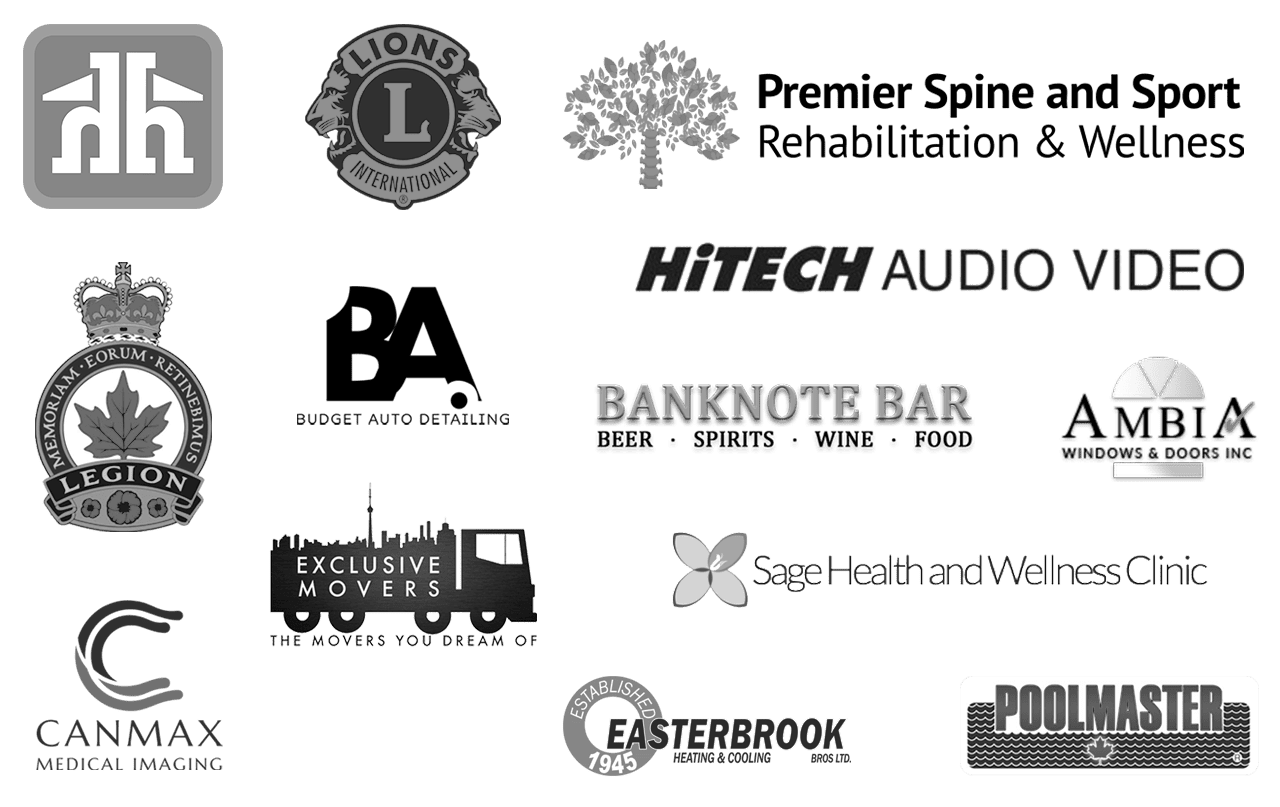 LIONS
L
INTERNATIONAL
®
Premier Spine and Sport
Rehabilitation & Wellness
HiTECH AUDIO VIDEO
MEMORIAM · EORUM · RETINEBIMUS
LEGION
BA
BUDGET AUTO DETAILING
BANKNOTE BAR
BEER · SPIRITS · WINE · FOOD
AMBIA
WINDOWS & DOORS INC
EXCLUSIVE
MOVERS
THE MOVERS YOU DREAM OF
Sage Health and Wellness Clinic
CANMAX
MEDICAL IMAGING
ESTABLISHED
1945
EASTERBROOK
HEATING & COOLING BROS LTD.
POOLMASTER
®